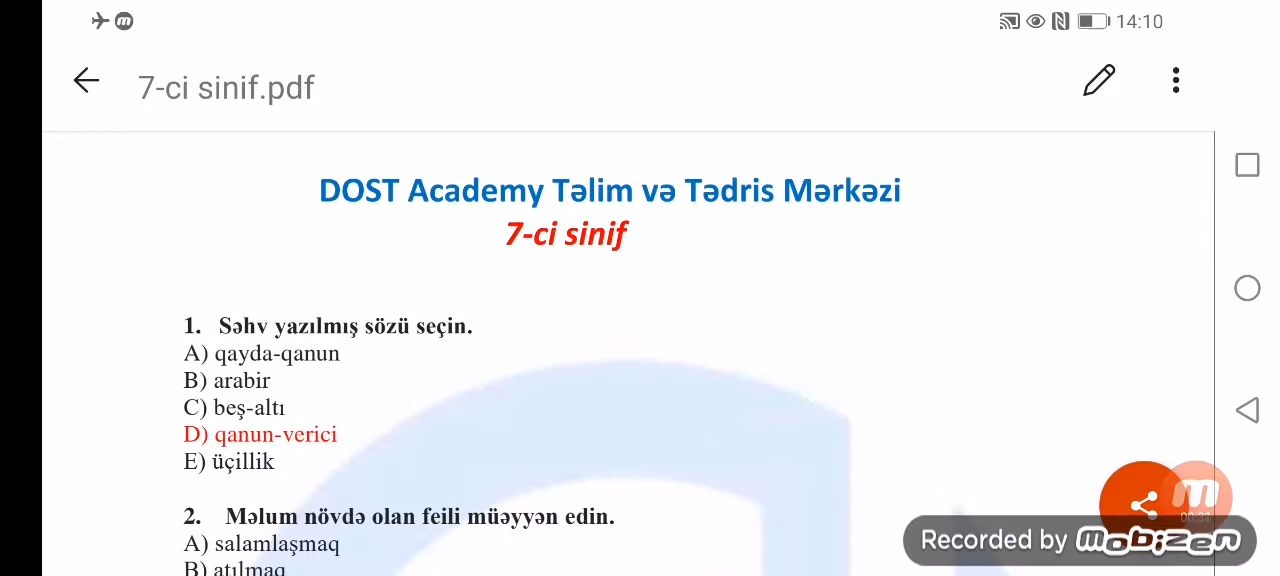 14:10
7-ci sinif.pdf
DOST Academy Təlim və Tədris Mərkəzi
7-ci sinif
1. Səhv yazılmış sözü seçin.
A) qayda-qanun
B) arabir
C) beş-altı
D) qanun-verici
E) üçillik
2. Məlum növdə olan feili müəyyən edin.
A) salamlaşmaq
B) atılmaq
Recorded by mobizen